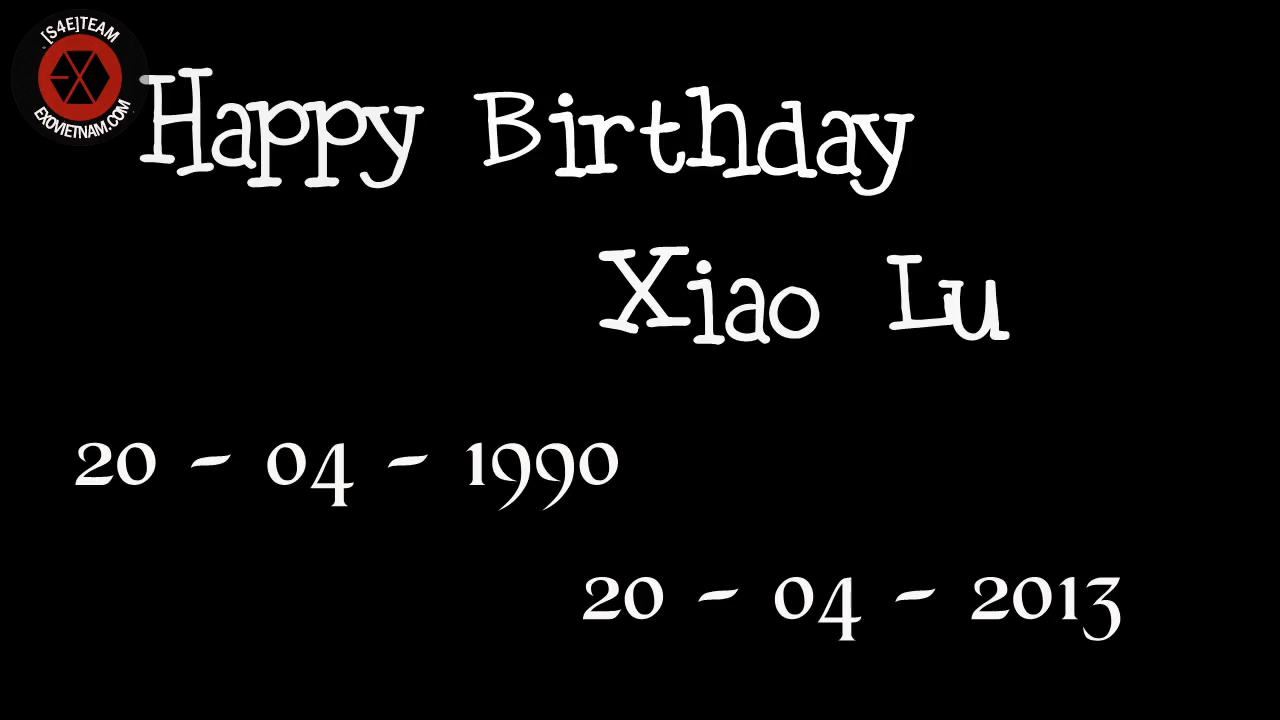 [S4E]TEAM
EXOVIETNAM.COM
Happy Birthday
Xiao Lu
20 - 04 - 1990
20 - 04 - 2013